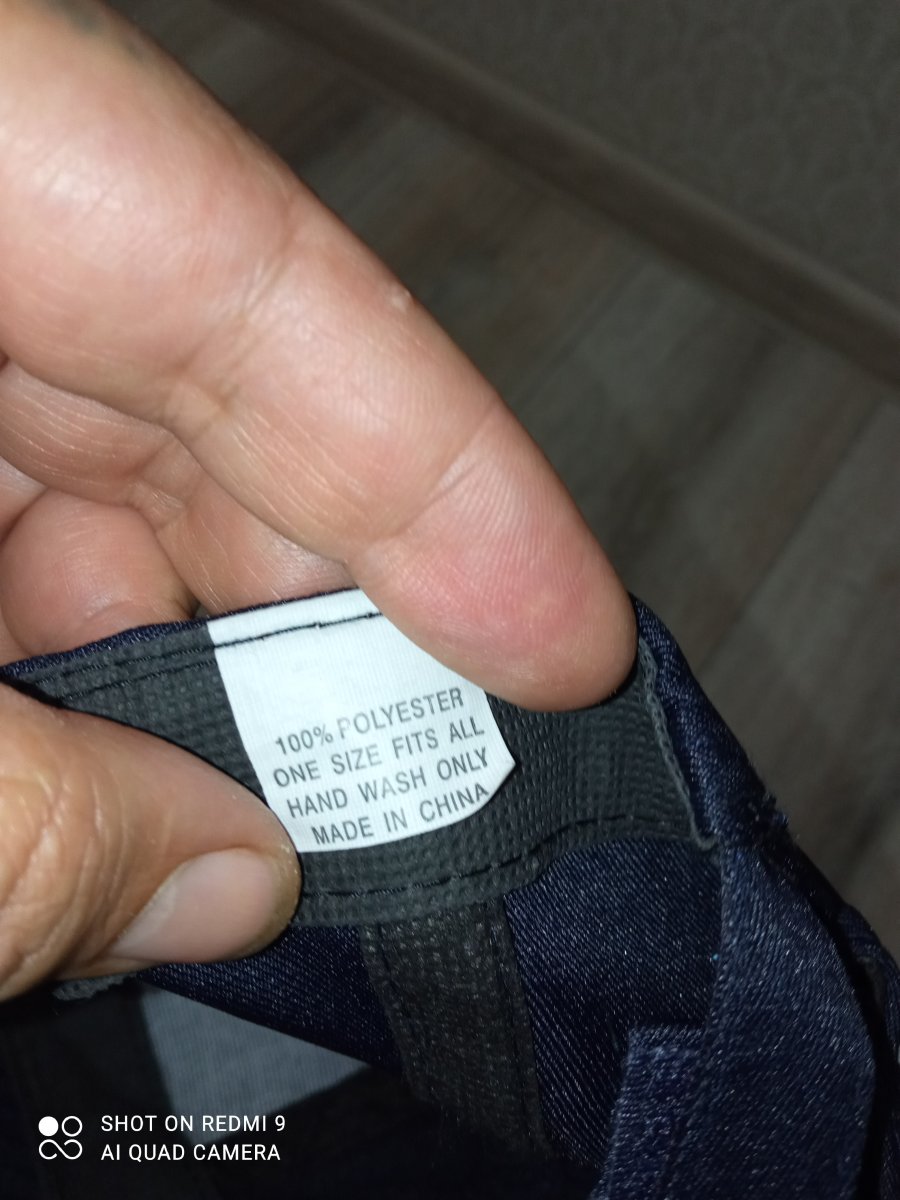 100% POLYESTER
ONE SIZE FITS ALL
HAND WASH ONLY
MADE IN CHINA
SHOT ON REDMI 9
AI QUAD CAMERA